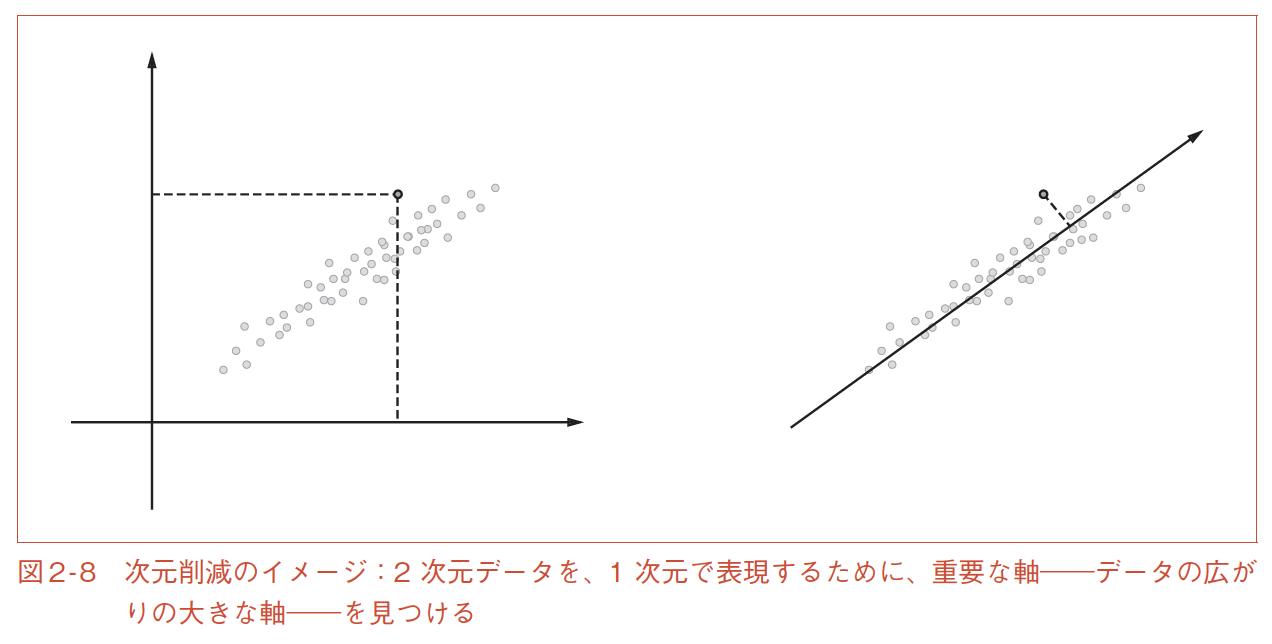 図2-8 次元削減のイメージ：2 次元データを、1 次元で表現するために、重要な軸——データの広が
りの大きな軸——を見つける